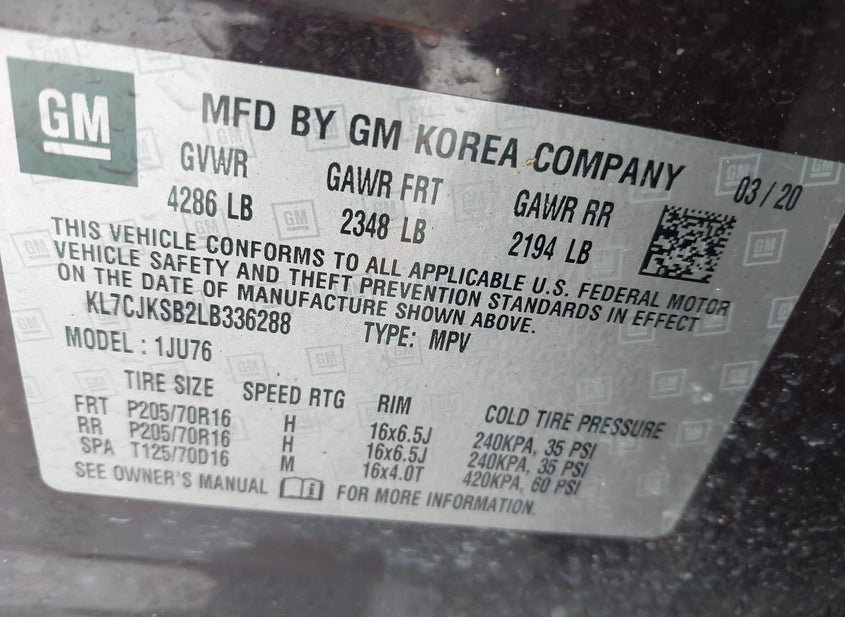 GM
MFD BY GM KOREA COMPANY 03/20
GVWR GAWR FRT GAWR RR
4286 LB 2348 LB 2194 LB
THIS VEHICLE CONFORMS TO ALL APPLICABLE U.S. FEDERAL MOTOR
VEHICLE SAFETY AND THEFT PREVENTION STANDARDS IN EFFECT
ON THE DATE OF MANUFACTURE SHOWN ABOVE.
KL7CJKSB2LB336288 TYPE: MPV
MODEL: 1JU76
TIRE SIZE SPEED RTG RIM COLD TIRE PRESSURE
FRT P205/70R16 H 16x6.5J 240KPA, 35 PSI
RR P205/70R16 H 16x6.5J 240KPA, 35 PSI
SPA T125/70D16 M 16x4.0T 420KPA, 60 PSI
SEE OWNER'S MANUAL FOR MORE INFORMATION.